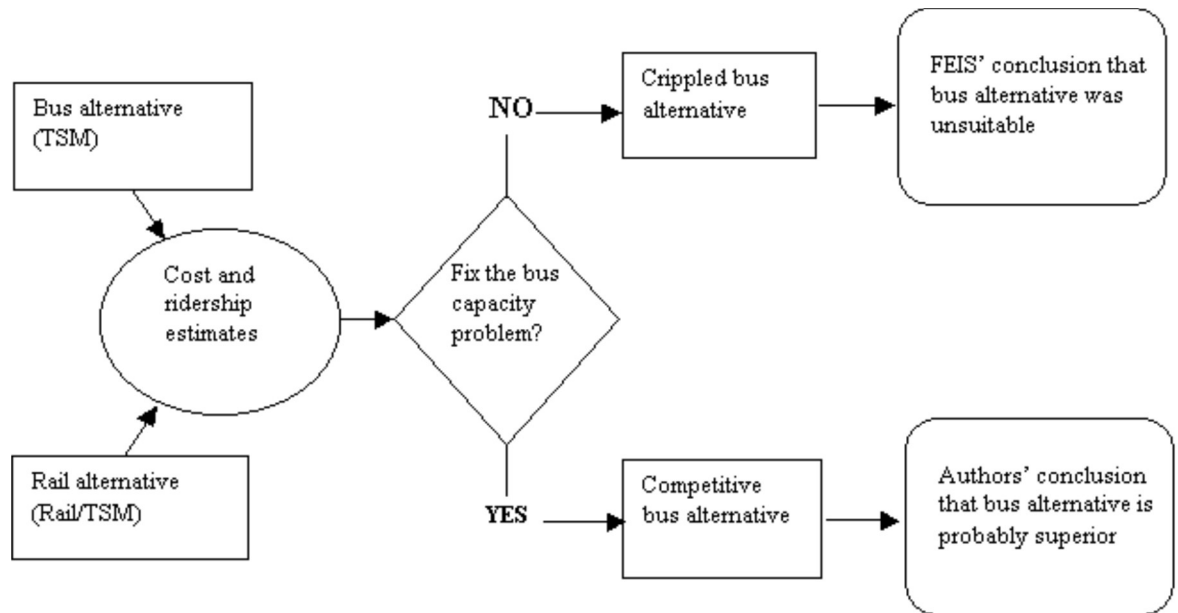 Bus alternative
(TSM)
Rail alternative
(Rail/TSM)
Cost and
ridership
estimates
Fix the bus
capacity
problem?
NO
Crippled bus
alternative
FEIS’ conclusion that
bus alternative was
unsuitable
YES
Competitive
bus alternative
Authors’ conclusion
that bus alternative is
probably superior